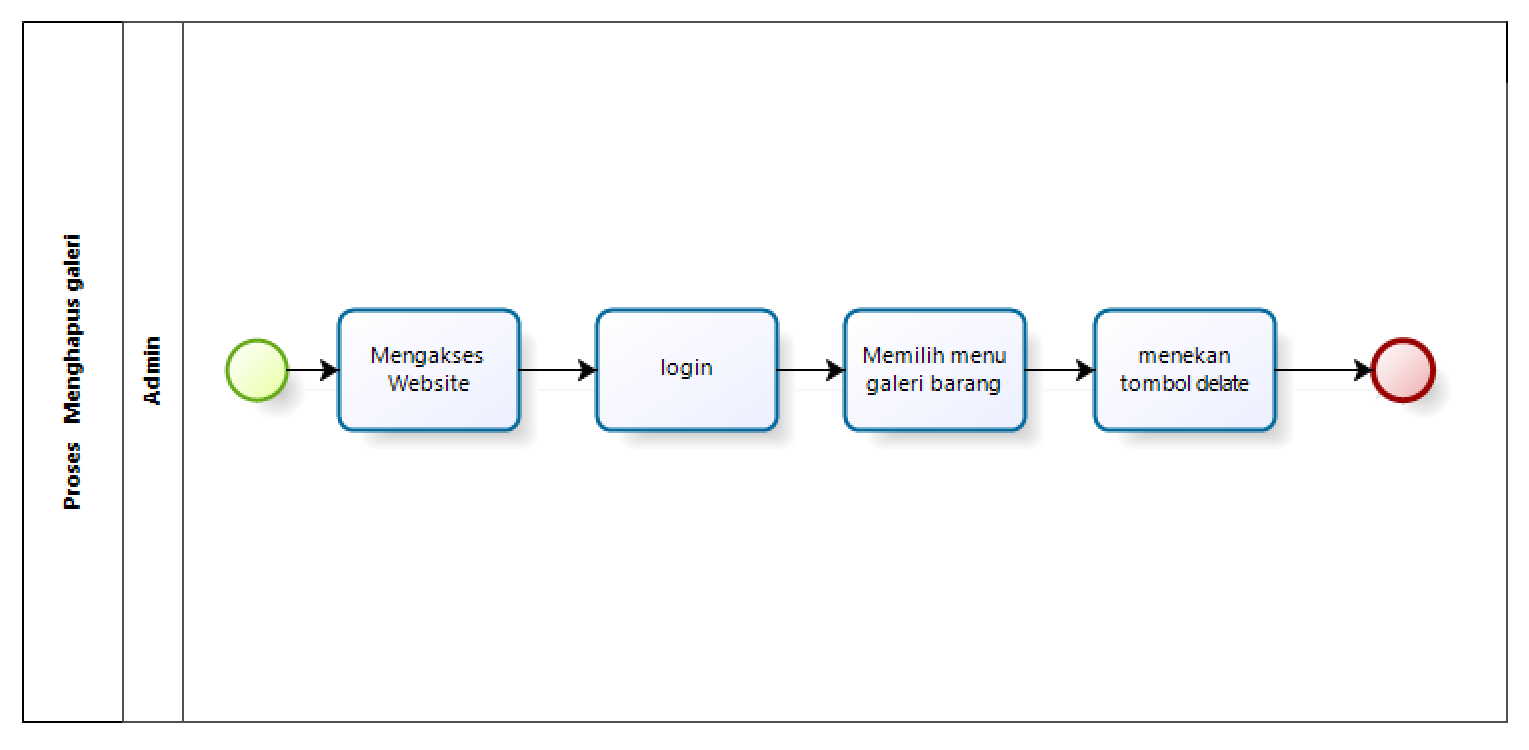 Proses Menghapus galeri
Admin
Mengakses
Website
login
Memilih menu
galeri barang
menekan
tombol delate